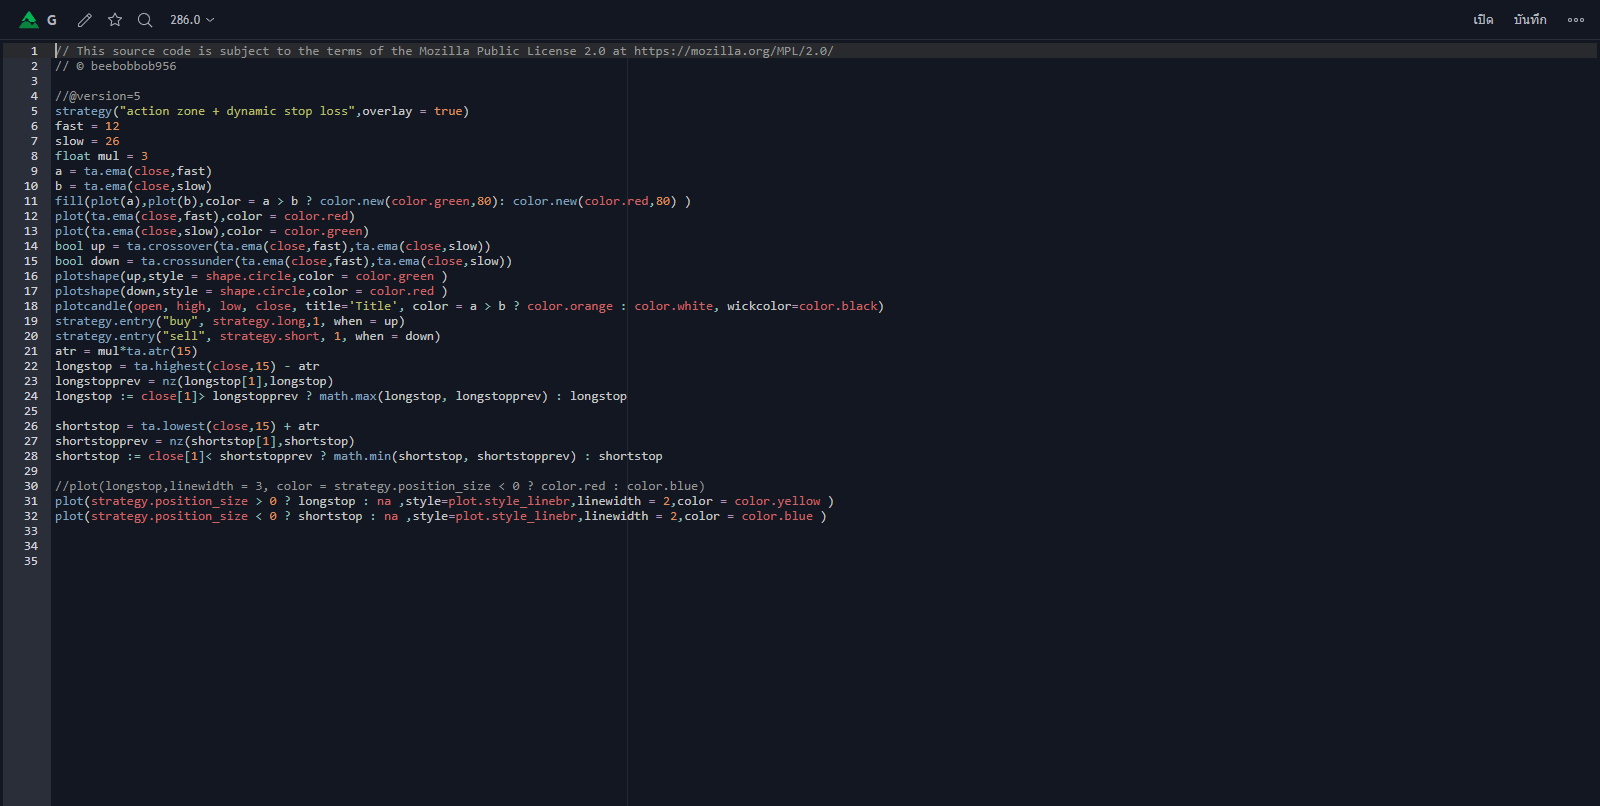 G 286.0 เปิด บันทึก
1 // This source code is subject to the terms of the Mozilla Public License 2.0 at https://mozilla.org/MPL/2.0/
2 // © beebobbob956
3
4 //@version=5
5 strategy("action zone + dynamic stop loss",overlay = true)
6 fast = 12
7 slow = 26
8 float mul = 3
9 a = ta.ema(close,fast)
10 b = ta.ema(close,slow)
11 fill(plot(a),plot(b),color = a > b ? color.new(color.green,80): color.new(color.red,80) )
12 plot(ta.ema(close,fast),color = color.red)
13 plot(ta.ema(close,slow),color = color.green)
14 bool up = ta.crossover(ta.ema(close,fast),ta.ema(close,slow))
15 bool down = ta.crossunder(ta.ema(close,fast),ta.ema(close,slow))
16 plotshape(up,style = shape.circle,color = color.green )
17 plotshape(down,style = shape.circle,color = color.red )
18 plotcandle(open, high, low, close, title='Title', color = a > b ? color.orange : color.white, wickcolor=color.black)
19 strategy.entry("buy", strategy.long,1, when = up)
20 strategy.entry("sell", strategy.short, 1, when = down)
21 atr = mul*ta.atr(15)
22 longstop = ta.highest(close,15) - atr
23 longstopprev = nz(longstop[1],longstop)
24 longstop := close[1]> longstopprev ? math.max(longstop, longstopprev) : longstop
25
26 shortstop = ta.lowest(close,15) + atr
27 shortstopprev = nz(shortstop[1],shortstop)
28 shortstop := close[1]< shortstopprev ? math.min(shortstop, shortstopprev) : shortstop
29
30 //plot(longstop,linewidth = 3, color = strategy.position_size < 0 ? color.red : color.blue)
31 plot(strategy.position_size > 0 ? longstop : na ,style=plot.style_linebr,linewidth = 2,color = color.yellow )
32 plot(strategy.position_size < 0 ? shortstop : na ,style=plot.style_linebr,linewidth = 2,color = color.blue )
33
34
35